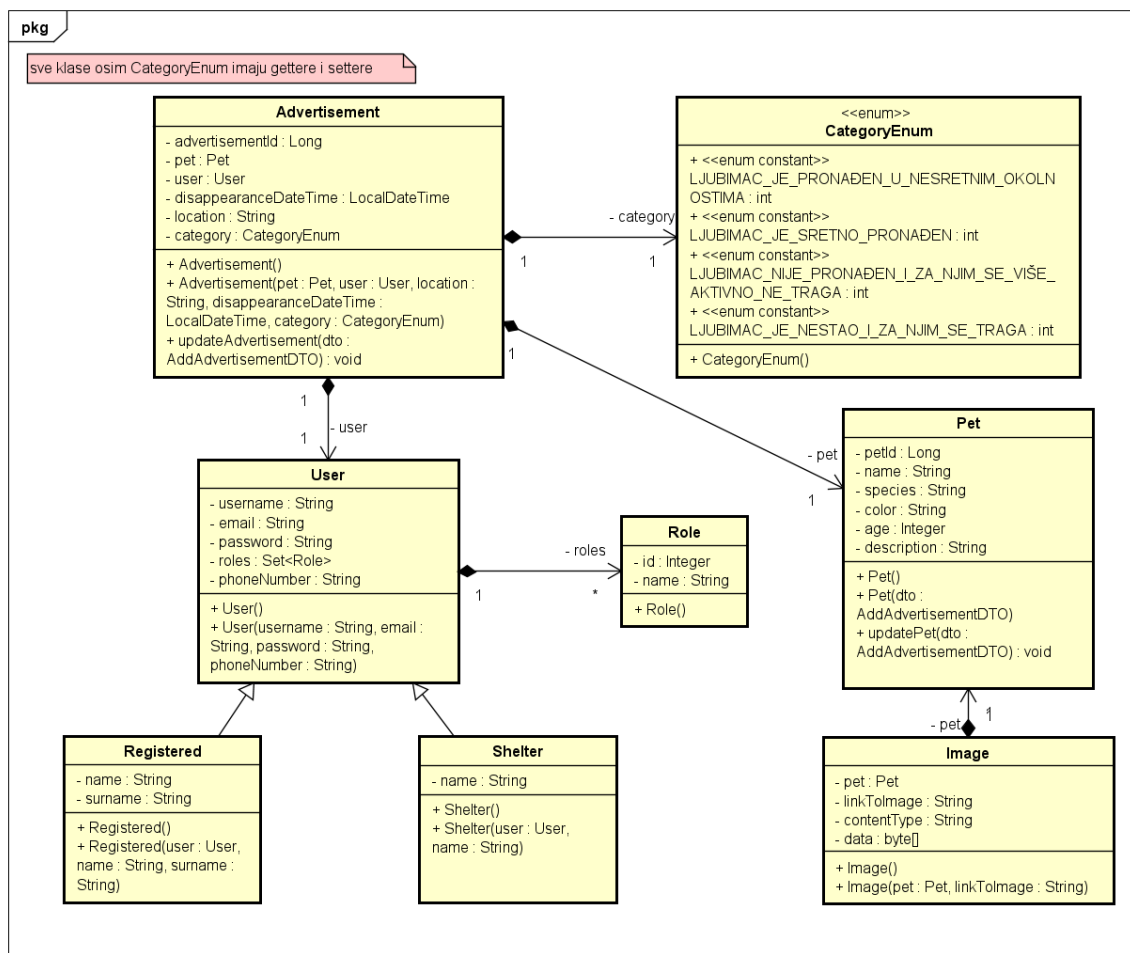 pkg
sve klase osim CategoryEnum imaju gettere i settere
Advertisement
- advertisementId : Long
- pet : Pet
- user : User
- disappearanceDateTime : LocalDateTime
- location : String
- category : CategoryEnum
+ Advertisement()
+ Advertisement(pet : Pet, user : User, location :
String, disappearanceDateTime :
LocalDateTime, category : CategoryEnum)
+ updateAdvertisement(dto :
AddAdvertisementDTO) : void
- category
1
1
<<enum>>
CategoryEnum
+ <<enum constant>>
LJUBIMAC_JE_PRONAĐEN_U_NESRETNIM_OKOLN
OSTIMA : int
+ <<enum constant>>
LJUBIMAC_JE_SRETNO_PRONAĐEN : int
+ <<enum constant>>
LJUBIMAC_NIJE_PRONAĐEN_I_ZA_NJIM_SE_VIŠE_
AKTIVNO_NE_TRAGA : int
+ <<enum constant>>
LJUBIMAC_JE_NESTAO_I_ZA_NJIM_SE_TRAGA : int
+ CategoryEnum()
1
1
1
- user
- pet
1
User
- username : String
- email : String
- password : String
- roles : Set<Role>
- phoneNumber : String
+ User()
+ User(username : String, email :
String, password : String,
phoneNumber : String)
- roles
1
*
Role
- id : Integer
- name : String
+ Role()
Pet
- petId : Long
- name : String
- species : String
- color : String
- age : Integer
- description : String
+ Pet()
+ Pet(dto :
AddAdvertisementDTO)
+ updatePet(dto :
AddAdvertisementDTO) : void
Registered
- name : String
- surname : String
+ Registered()
+ Registered(user : User,
name : String, surname :
String)
Shelter
- name : String
+ Shelter()
+ Shelter(user : User,
name : String)
- pet
1
Image
- pet : Pet
- linkToImage : String
- contentType : String
- data : byte[]
+ Image()
+ Image(pet : Pet, linkToImage : String)